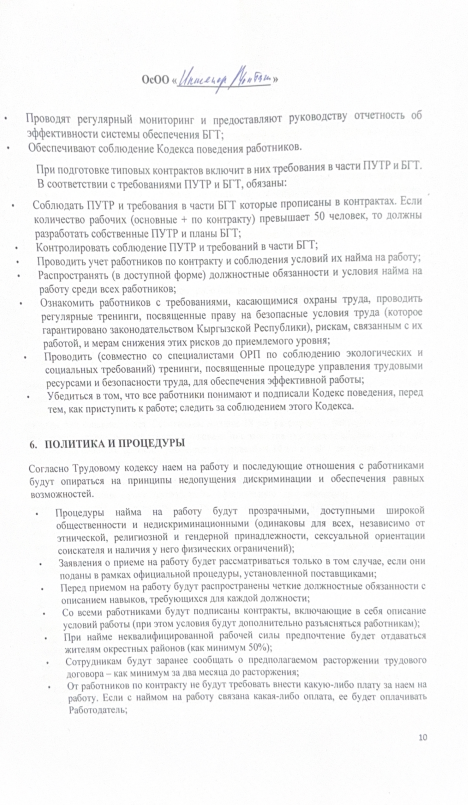 ОсОО « Инженер Монтаж »
• Проводят регулярный мониторинг и предоставляют руководству отчетность об
эффективности системы обеспечения БГТ;
• Обеспечивают соблюдение Кодекса поведения работников.
При подготовке типовых контрактов включит в них требования в части ПУТР и БГТ.
В соответствии с требованиями ПУТР и БГТ, обязаны:
• Соблюдать ПУТР и требования в части БГТ которые прописаны в контрактах. Если
количество рабочих (основные + по контракту) превышает 50 человек, то должны
разработать собственные ПУТР и планы БГТ;
• Контролировать соблюдение ПУТР и требований в части БГТ;
• Проводить учет работников по контракту и соблюдения условий их найма на работу;
• Распространять (в доступной форме) должностные обязанности и условия найма на
работу среди всех работников;
• Ознакомить работников с требованиями, касающимися охраны труда, проводить
регулярные тренинги, посвященные праву на безопасные условия труда (которое
гарантировано законодательством Кыргызской Республики), рискам, связанным с их
работой, и мерам снижения этих рисков до приемлемого уровня;
• Проводить (совместно со специалистами ОРП по соблюдению экологических и
социальных требований) тренинги, посвященные процедуре управления трудовыми
ресурсами и безопасности труда, для обеспечения эффективной работы;
• Убедиться в том, что все работники понимают и подписали Кодекс поведения, перед
тем, как приступить к работе; следить за соблюдением этого Кодекса.
6. ПОЛИТИКА И ПРОЦЕДУРЫ
Согласно Трудовому кодексу наем на работу и последующие отношения с работниками
будут опираться на принципы недопущения дискриминации и обеспечения равных
возможностей.
• Процедуры найма на работу будут прозрачными, доступными широкой
общественности и недискриминационными (одинаковы для всех, независимо от
этнической, религиозной и гендерной принадлежности, сексуальной ориентации
соискателя и наличия у него физических ограничений);
• Заявления о приеме на работу будет рассматриваться только в том случае, если они
поданы в рамках официальной процедуры, установленной поставщиками;
• Перед приемом на работу будут распространены четкие должностные обязанности с
описанием навыков, требующихся для каждой должности;
• Со всеми работниками будут подписаны контракты, включающие в себя описание
условий работы (при этом условия будут дополнительно разъясняться работникам);
• При найме неквалифицированной рабочей силы предпочтение будет отдаваться
жителям окрестных районов (как минимум 50%);
• Сотрудникам будут заранее сообщать о предполагаемом расторжении трудового
договора – как минимум за два месяца до расторжения;
• От работников по контракту не будут требовать внести какую-либо плату за наем на
работу. Если с наймом на работу связана какая-либо оплата, ее будет оплачивать
Работодатель;
10